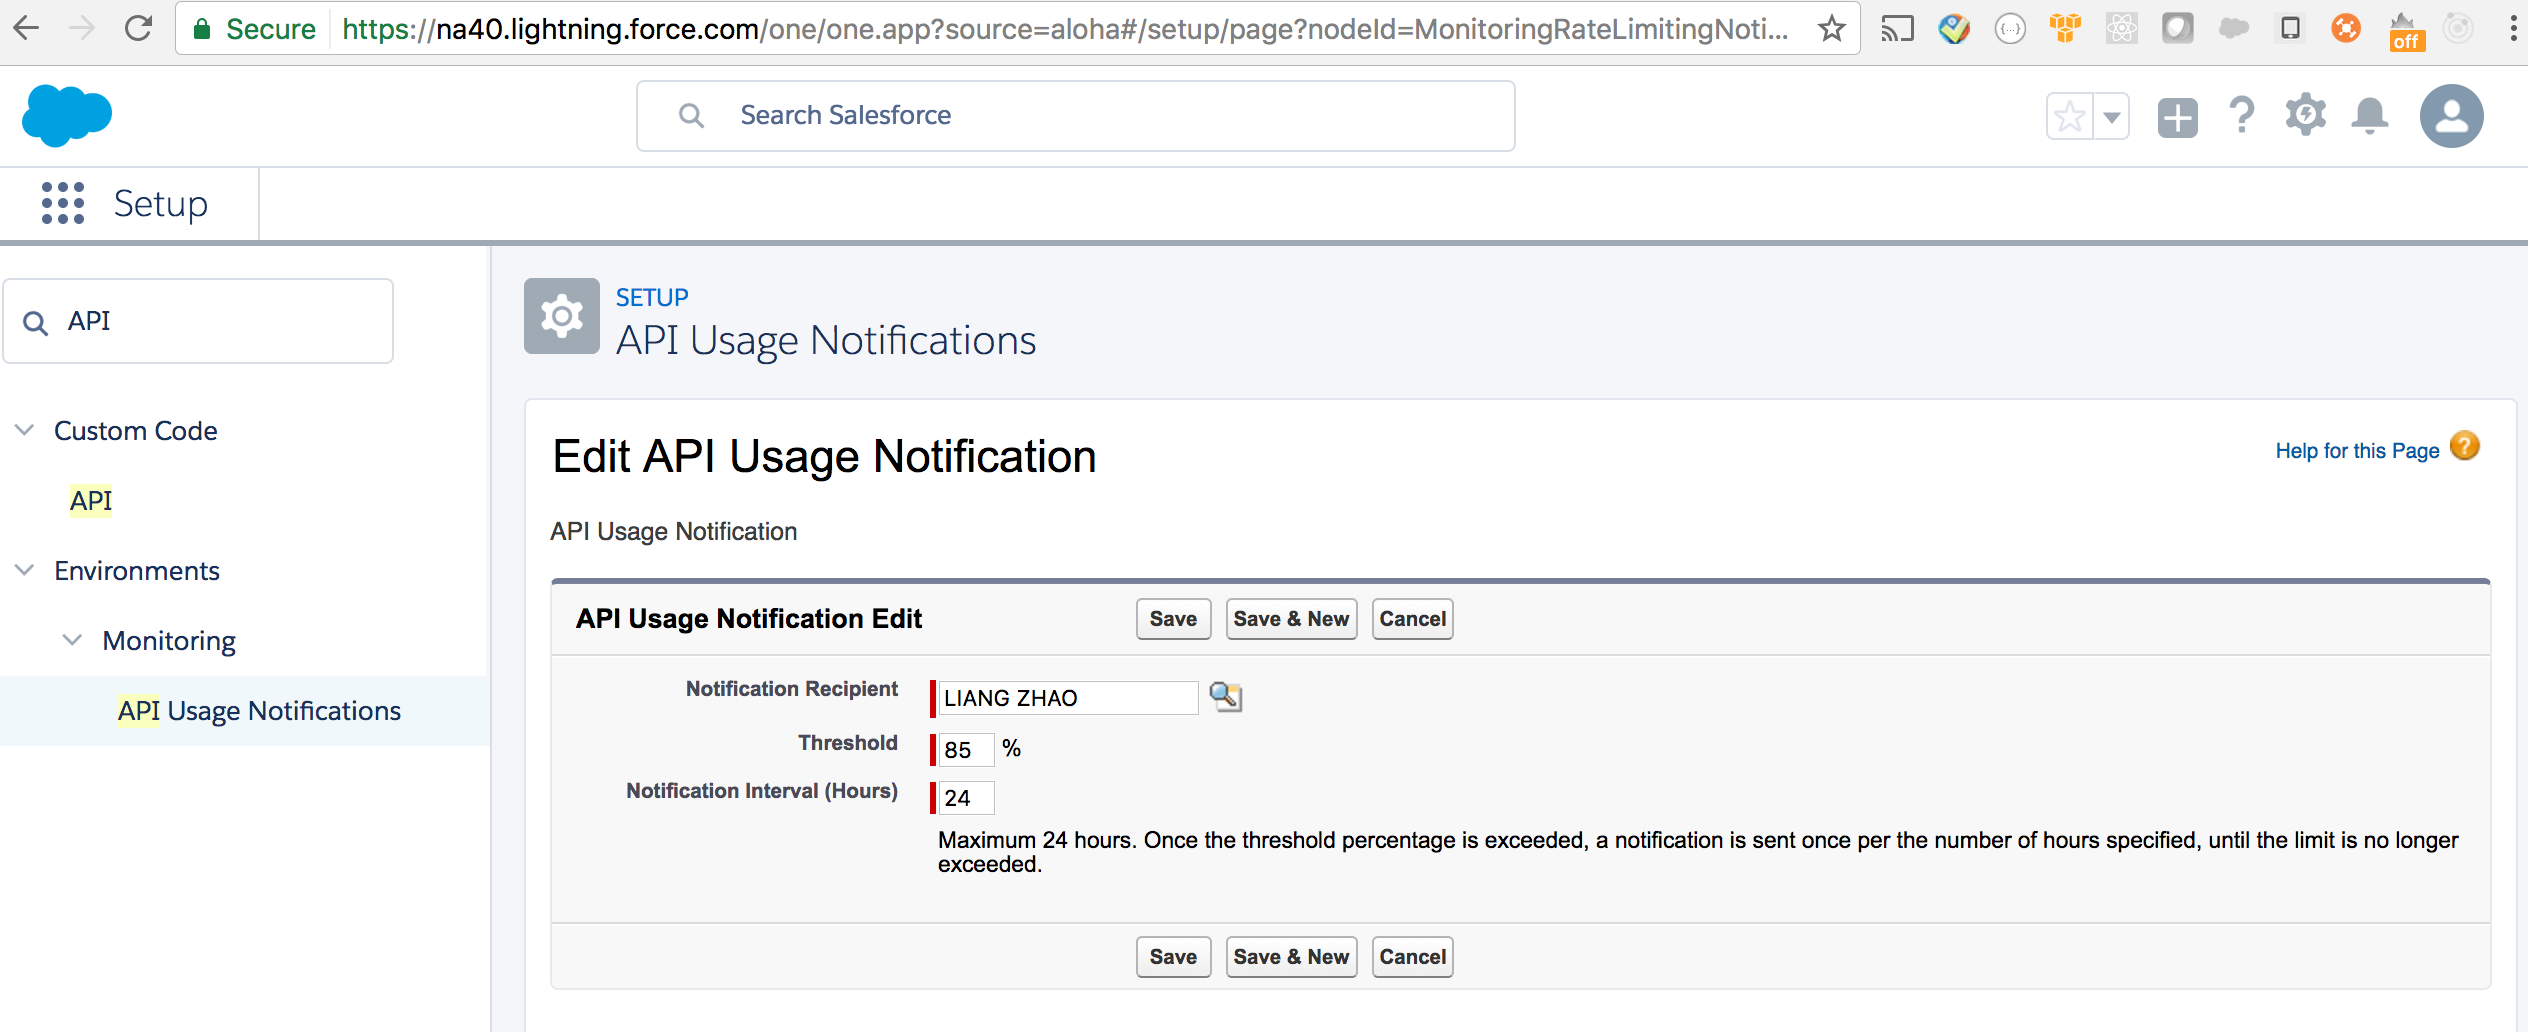 Secure https://na40.lightning.force.com/one/one.app?source=aloha#/setup/page?nodeId=MonitoringRateLimitingNoti...
off
Search Salesforce
Setup
API
Custom Code
API
Environments
Monitoring
API Usage Notifications
SETUP
API Usage Notifications
Edit API Usage Notification
Help for this Page ?
API Usage Notification
API Usage Notification Edit Save Save & New Cancel
Notification Recipient LIANG ZHAO
Threshold 85 %
Notification Interval (Hours) 24
Maximum 24 hours. Once the threshold percentage is exceeded, a notification is sent once per the number of hours specified, until the limit is no longer
exceeded.
Save Save & New Cancel